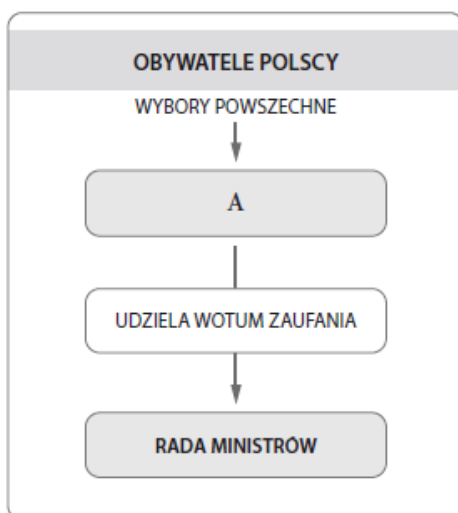 OBYWATELE POLSCY
WYBORY POWSZECHNE
A
UDZIELA WOTUM ZAUFANIA
RADA MINISTRÓW